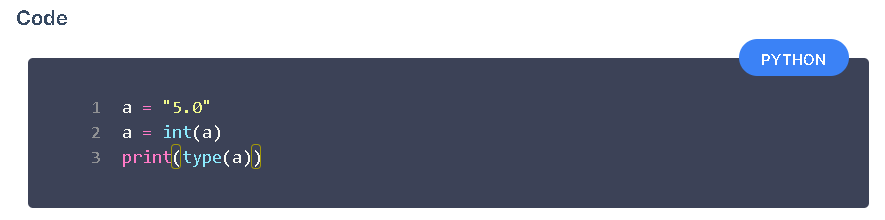 Code
PYTHON
1 a = "5.0"
2 a = int(a)
3 print(type(a))